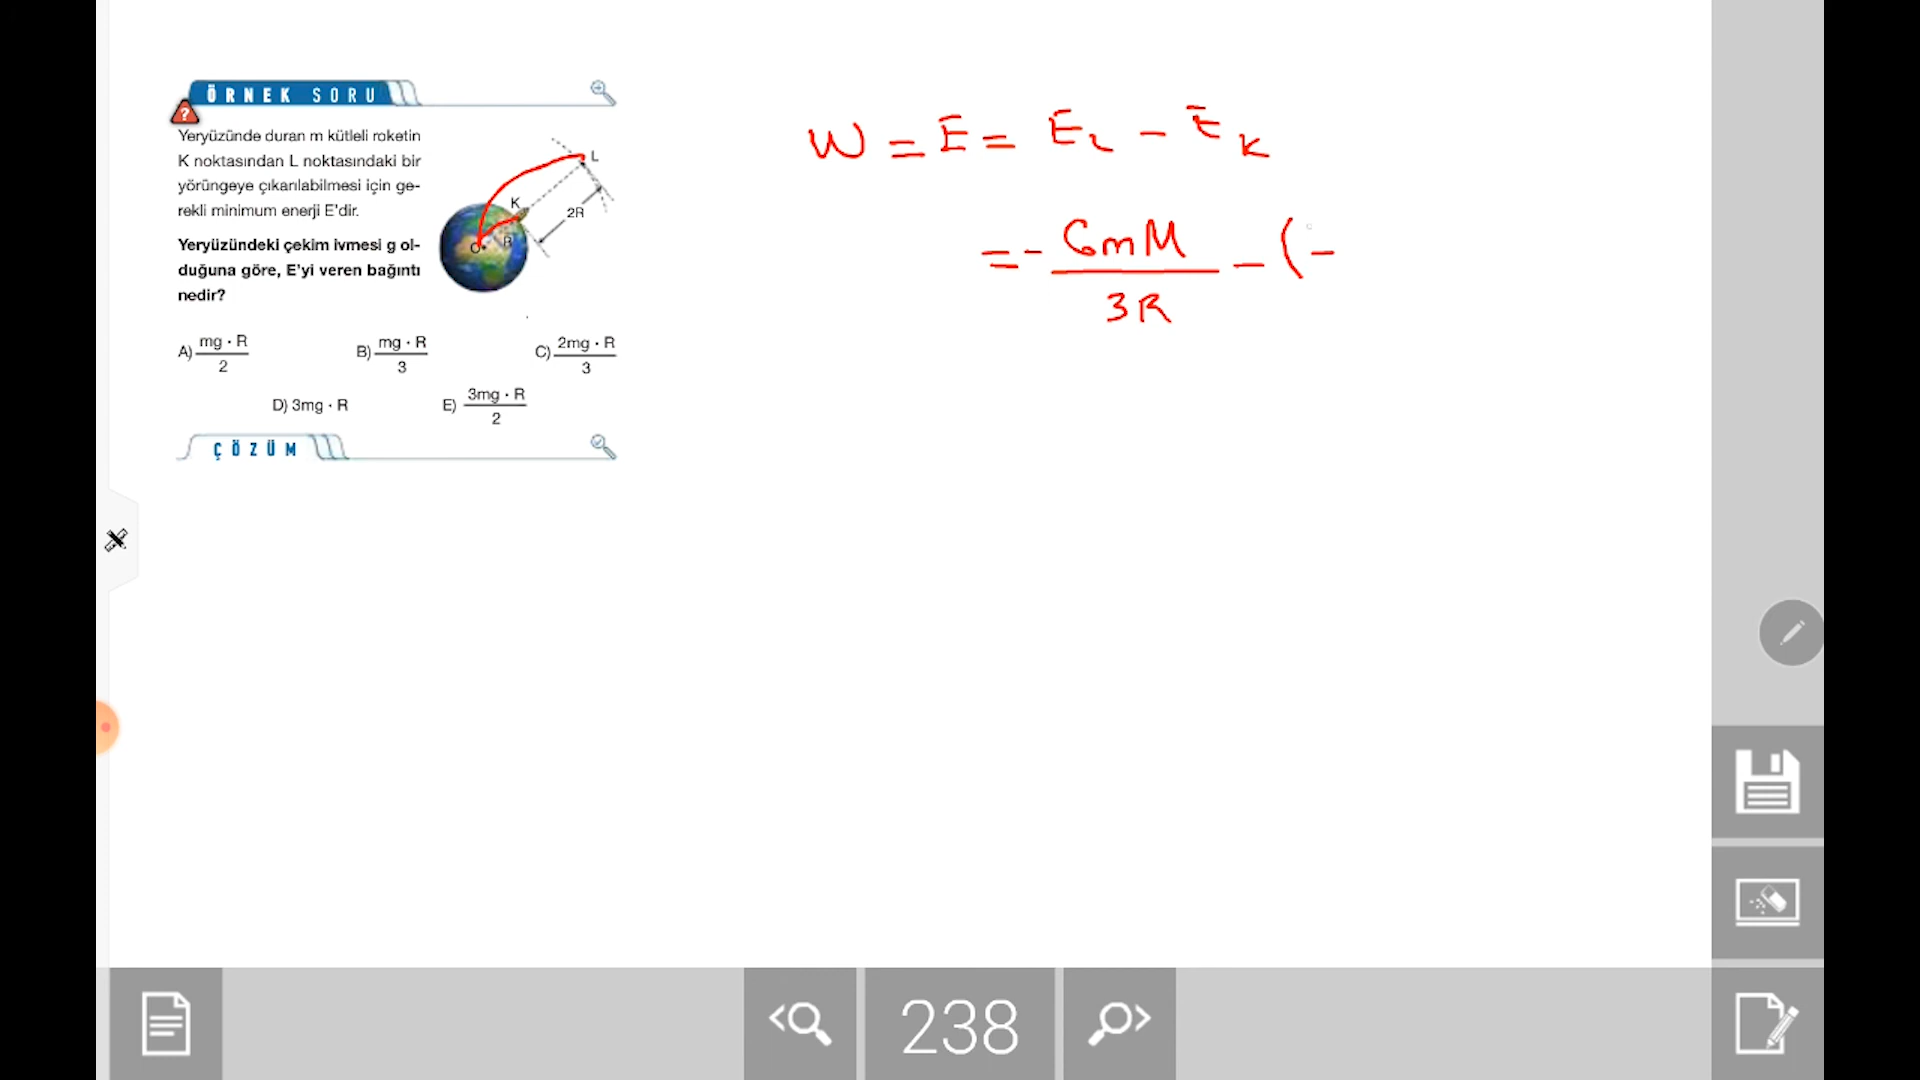 ÖRNEK SORU
?
Yeryüzünde duran m kütleli roketin
K noktasından L noktasındaki bir
yörüngeye çıkarılabilmesi için ge-
rekli minimum enerji E'dir.
Yeryüzündeki çekim ivmesi g ol-
duğuna göre, E'yi veren bağıntı
nedir?
L
K
2R
O
R
A) mg · R / 2
B) mg · R / 3
C) 2mg · R / 3
D) 3mg · R
E) 3mg · R / 2
ÇÖZÜM
W = E = E_L - E_K
= - GmM / 3R - ( -
238